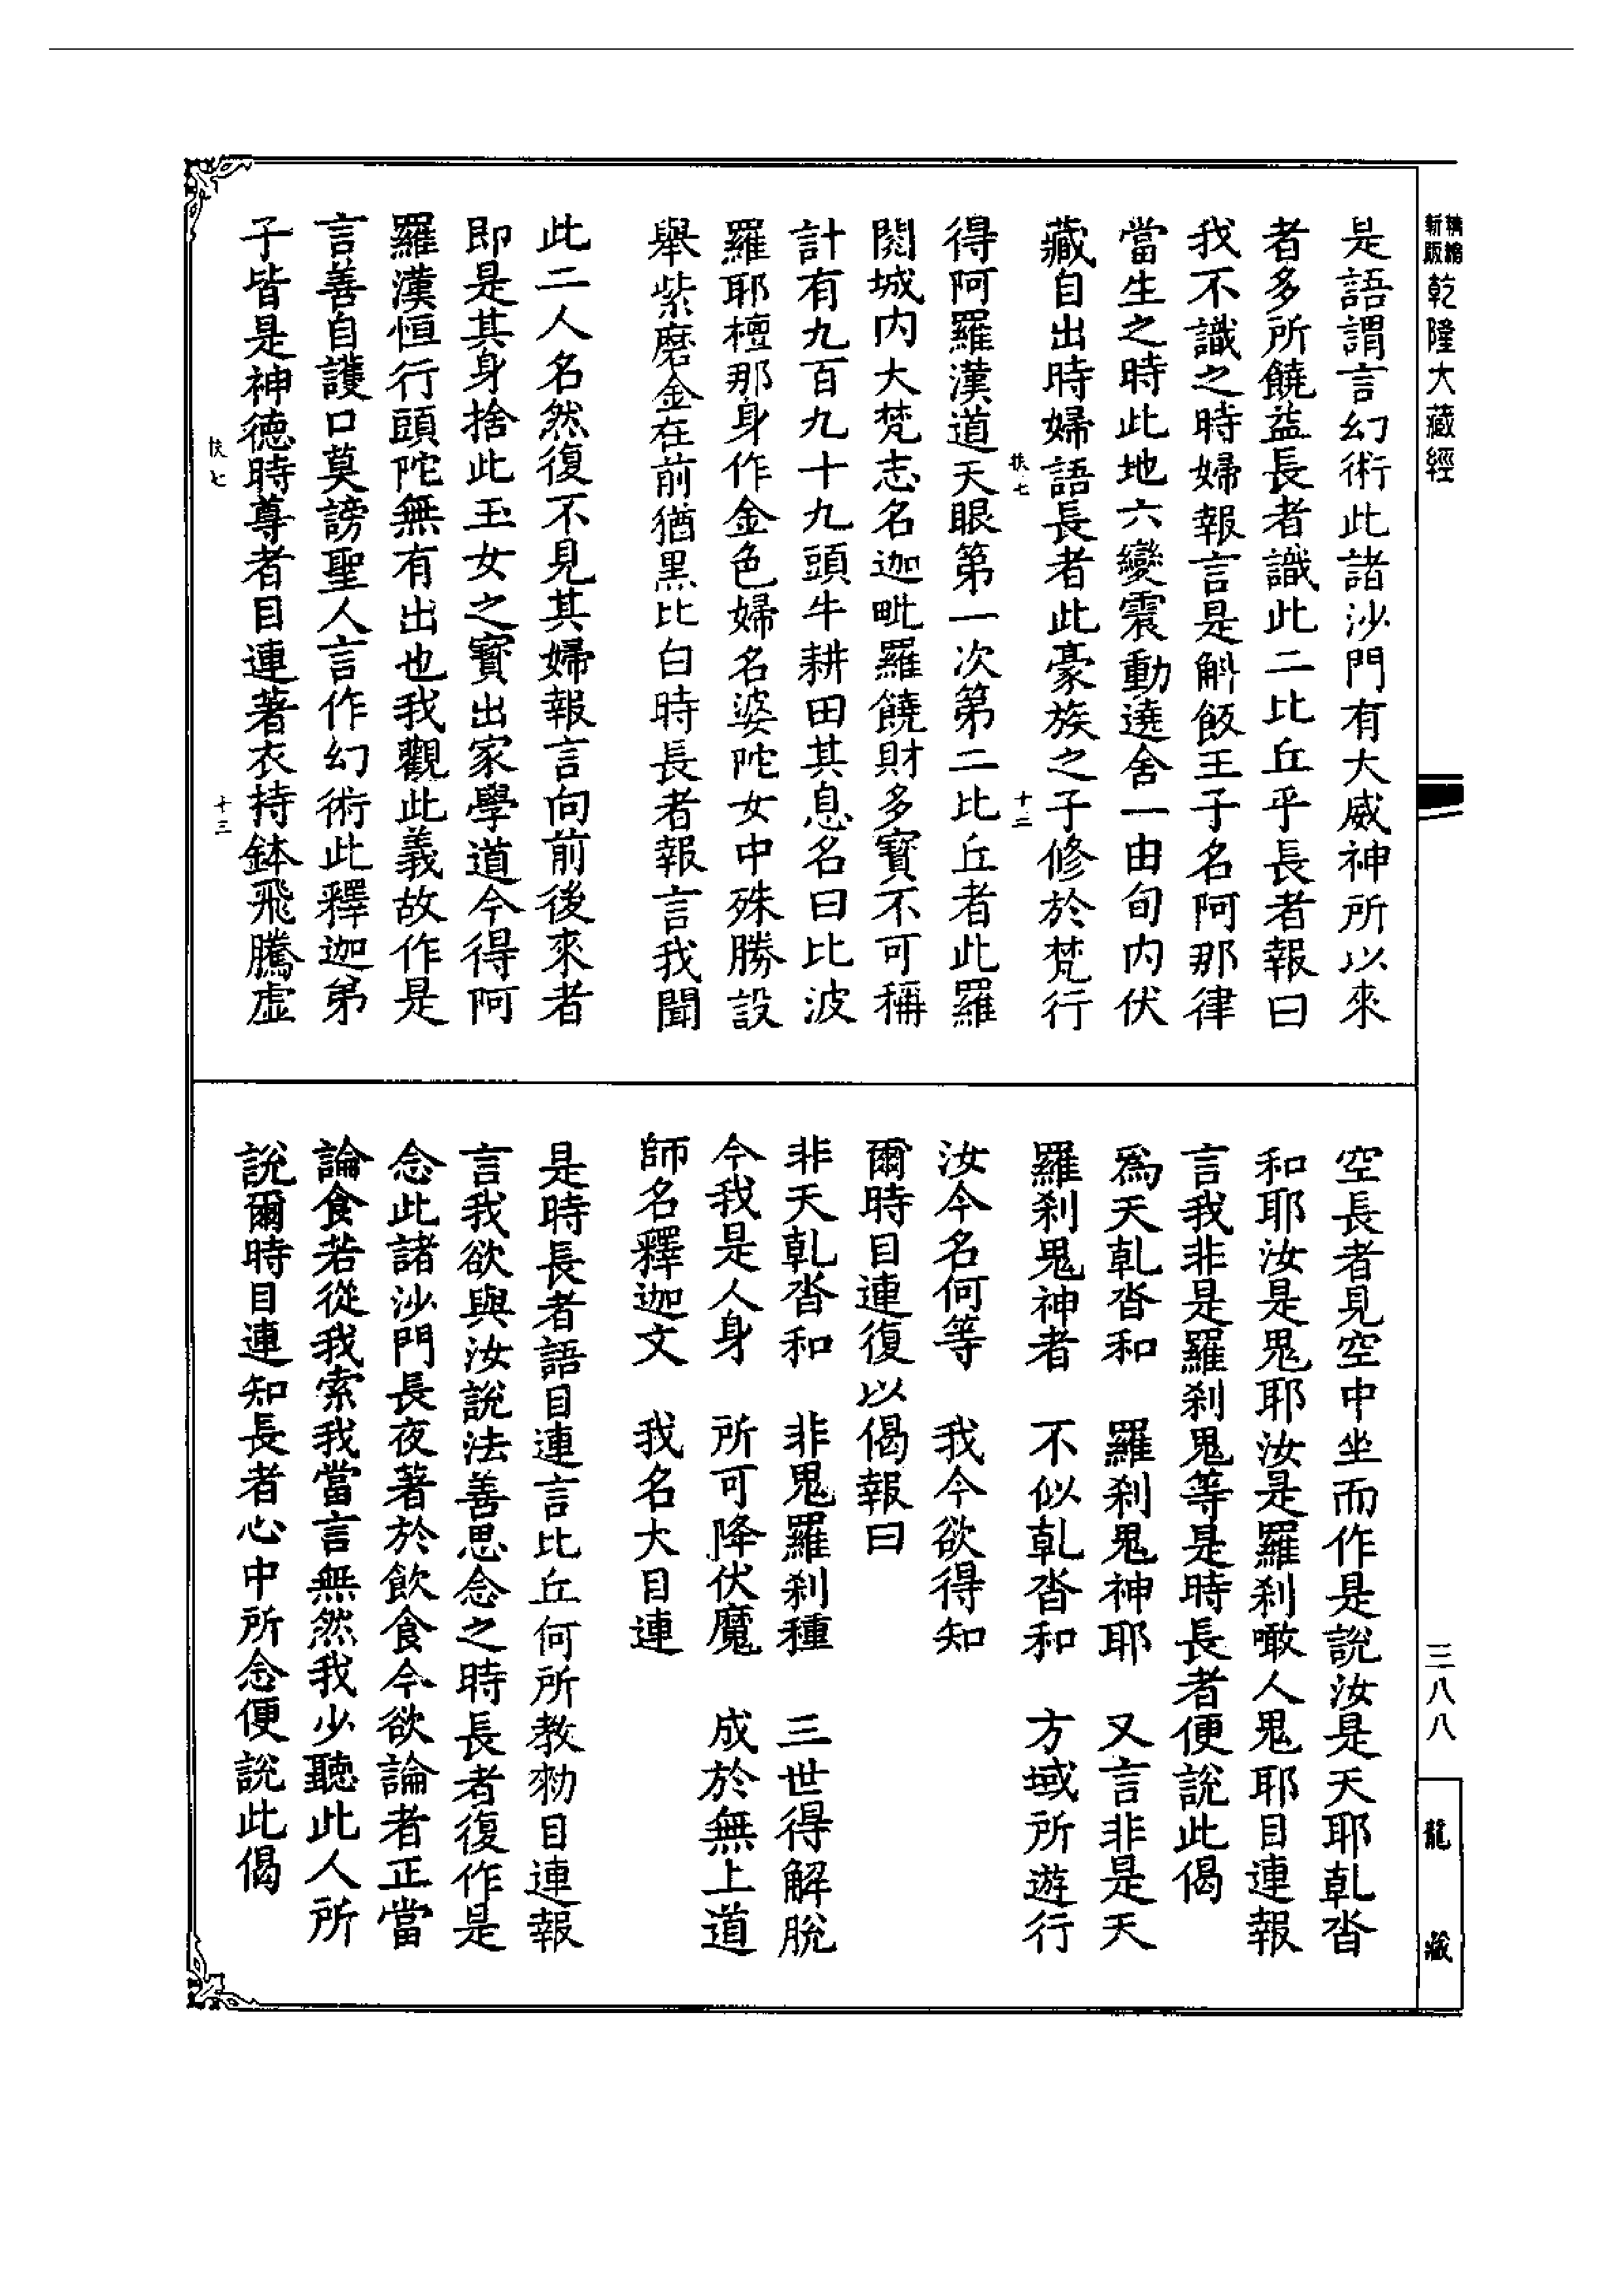 新編
縮版
乾隆大藏經
是語謂言幻術此諸沙門有大威神所以來
者多所饒益長者識此二比丘乎長者報曰
我不識之時婦報言是斛飯王子名阿那律
當生之時此地六變震動遶舍一由旬內伏
藏自出時婦語長者此豪族之子修於梵行
扶七
十二
得阿羅漢道天眼第一次第二比丘者此羅
閱城內大梵志名迦毗羅饒財多寶不可稱
計有九百九十九頭牛耕田其息名曰比波
羅耶檀那身作金色婦名婆陀女中殊勝設
舉紫磨金在前猶黑比白時長者報言我聞
此二人名然復不見其婦報言向前後來者
即是其身捨此玉女之寶出家學道今得阿
羅漢恒行頭陀無有出也我觀此義故作是
言善自護口莫謗聖人言作幻術此釋迦弟
子皆是神德時尊者目連著衣持鉢飛騰虛
扶七
十三
空長者見空中坐而作是說汝是天耶乹沓
和耶汝是鬼耶汝是羅剎噉人鬼耶目連報
言我非是羅剎鬼等是時長者便說此偈
為天乹沓和　羅剎鬼神耶　又言非是天
羅剎鬼神者　不似乹沓和　方域所遊行
汝今名何等　我今欲得知
爾時目連復以偈報曰
非天乹沓和　非鬼羅剎種　三世得解脫
今我是人身　所可降伏魔　成於無上道
師名釋迦文　我名大目連
是時長者語目連言比丘何所教勑目連報
言我欲與汝說法善思念之時長者復作是
念此諸沙門長夜著於飲食今欲論者正當
論食若從我索我當言無然我少聽此人所
說爾時目連知長者心中所念便說此偈
三八八
龍藏